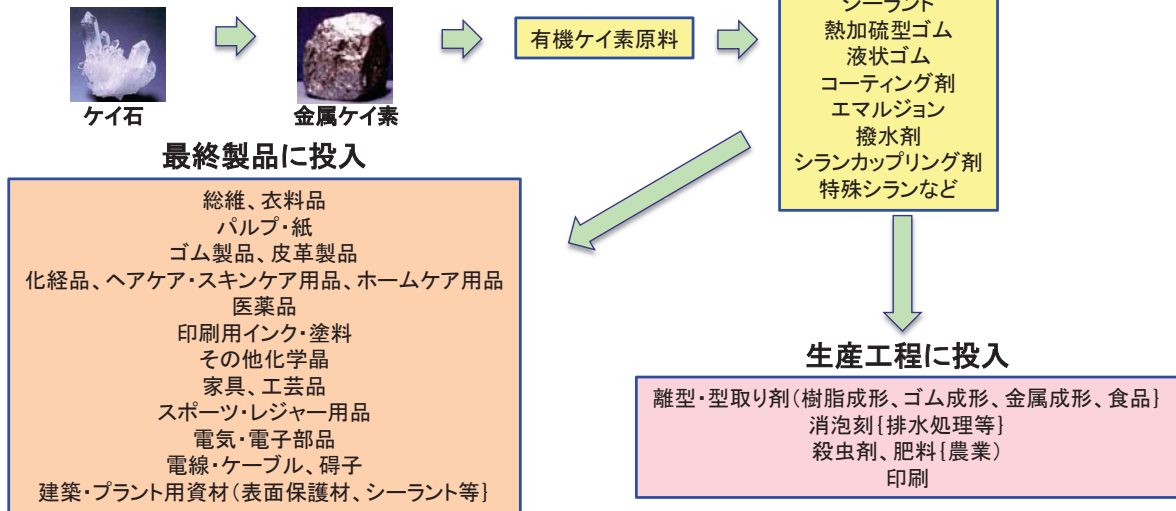 シーラント
熱加硫型ゴム
液状ゴム
コーティング剤
エマルジョン
撥水剤
シランカップリング剤
特殊シランなど
有機ケイ素原料
ケイ石
金属ケイ素
最終製品に投入
総維、衣料品
パルプ・紙
ゴム製品、皮革製品
化経品、ヘアケア・スキンケア用品、ホームケア用品
医薬品
印刷用インク・塗料
その他化学晶
家具、工芸品
スポーツ・レジャー用品
電気・電子部品
電線・ケーブル、碍子
建築・プラント用資材(表面保護材、シーラント等}
生産工程に投入
離型・型取り剤(樹脂成形、ゴム成形、金属成形、食品}
消泡刻{排水処理等}
殺虫剤、肥料{農業)
印刷